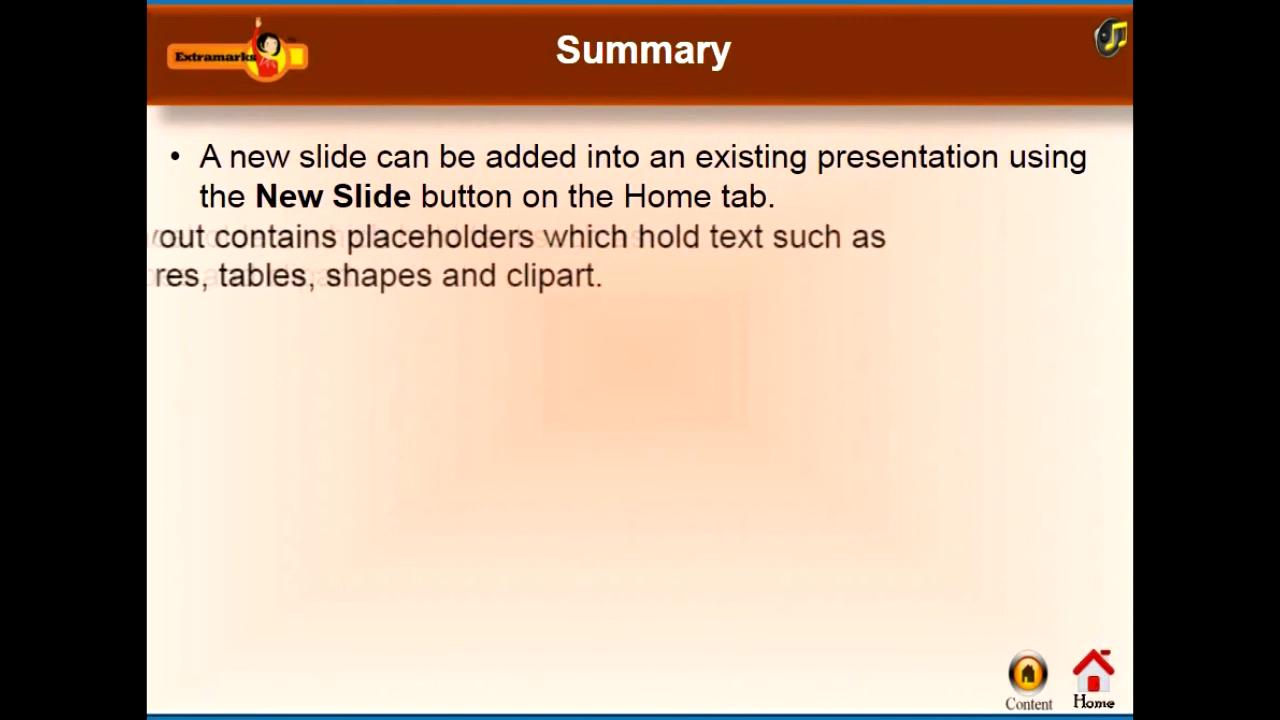 Extramarks
Summary
• A new slide can be added into an existing presentation using
the New Slide button on the Home tab.
out contains placeholders which hold text such as
res, tables, shapes and clipart.
Content
Home